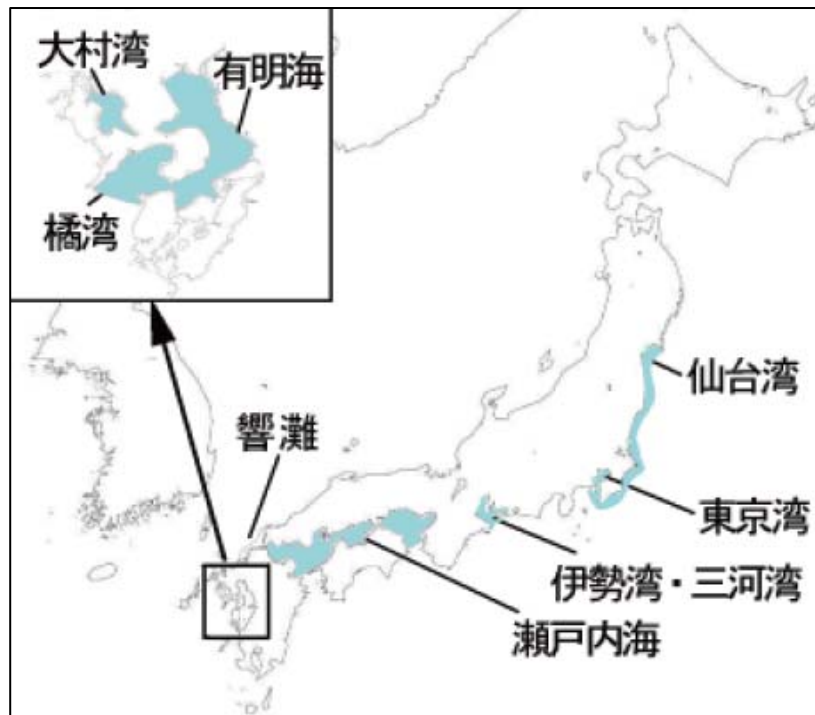 大村湾
有明海
橘湾
仙台湾
響灘
東京湾
伊勢湾・三河湾
瀬戸内海